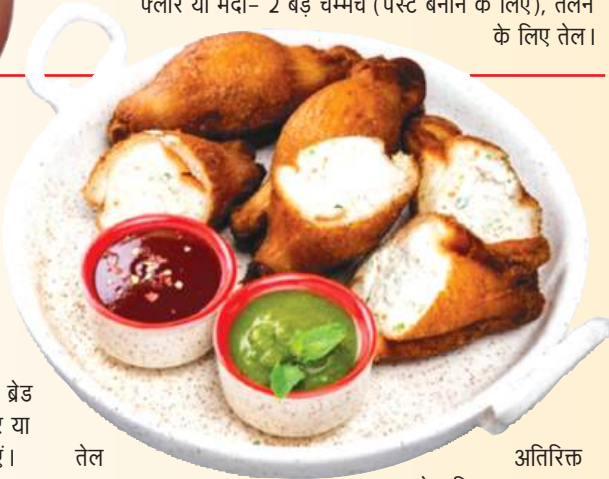 फ्लोर या मैदा– 2 बड़े चम्मच (पेस्ट बनाने के लिए), तलने
के लिए तेल।
ब्रेड
या
तेल
अतिरिक्त